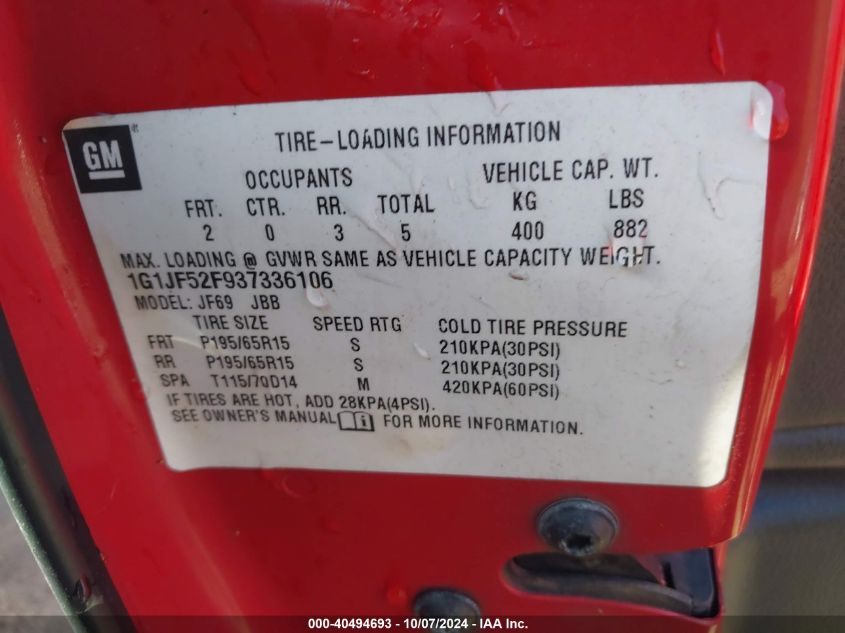 GM
TIRE-LOADING INFORMATION
OCCUPANTS VEHICLE CAP. WT.
FRT. CTR. RR. TOTAL KG LBS
2 0 3 5 400 882
MAX. LOADING @ GVWR SAME AS VEHICLE CAPACITY WEIGHT.
1G1JF52F937336106
MODEL: JF69 JBB
TIRE SIZE SPEED RTG COLD TIRE PRESSURE
FRT P195/65R15 S 210KPA(30PSI)
RR P195/65R15 S 210KPA(30PSI)
SPA T115/70D14 M 420KPA(60PSI)
IF TIRES ARE HOT, ADD 28KPA(4PSI).
SEE OWNER'S MANUAL i FOR MORE INFORMATION.
000-40494693 - 10/07/2024 - IAA, Inc.